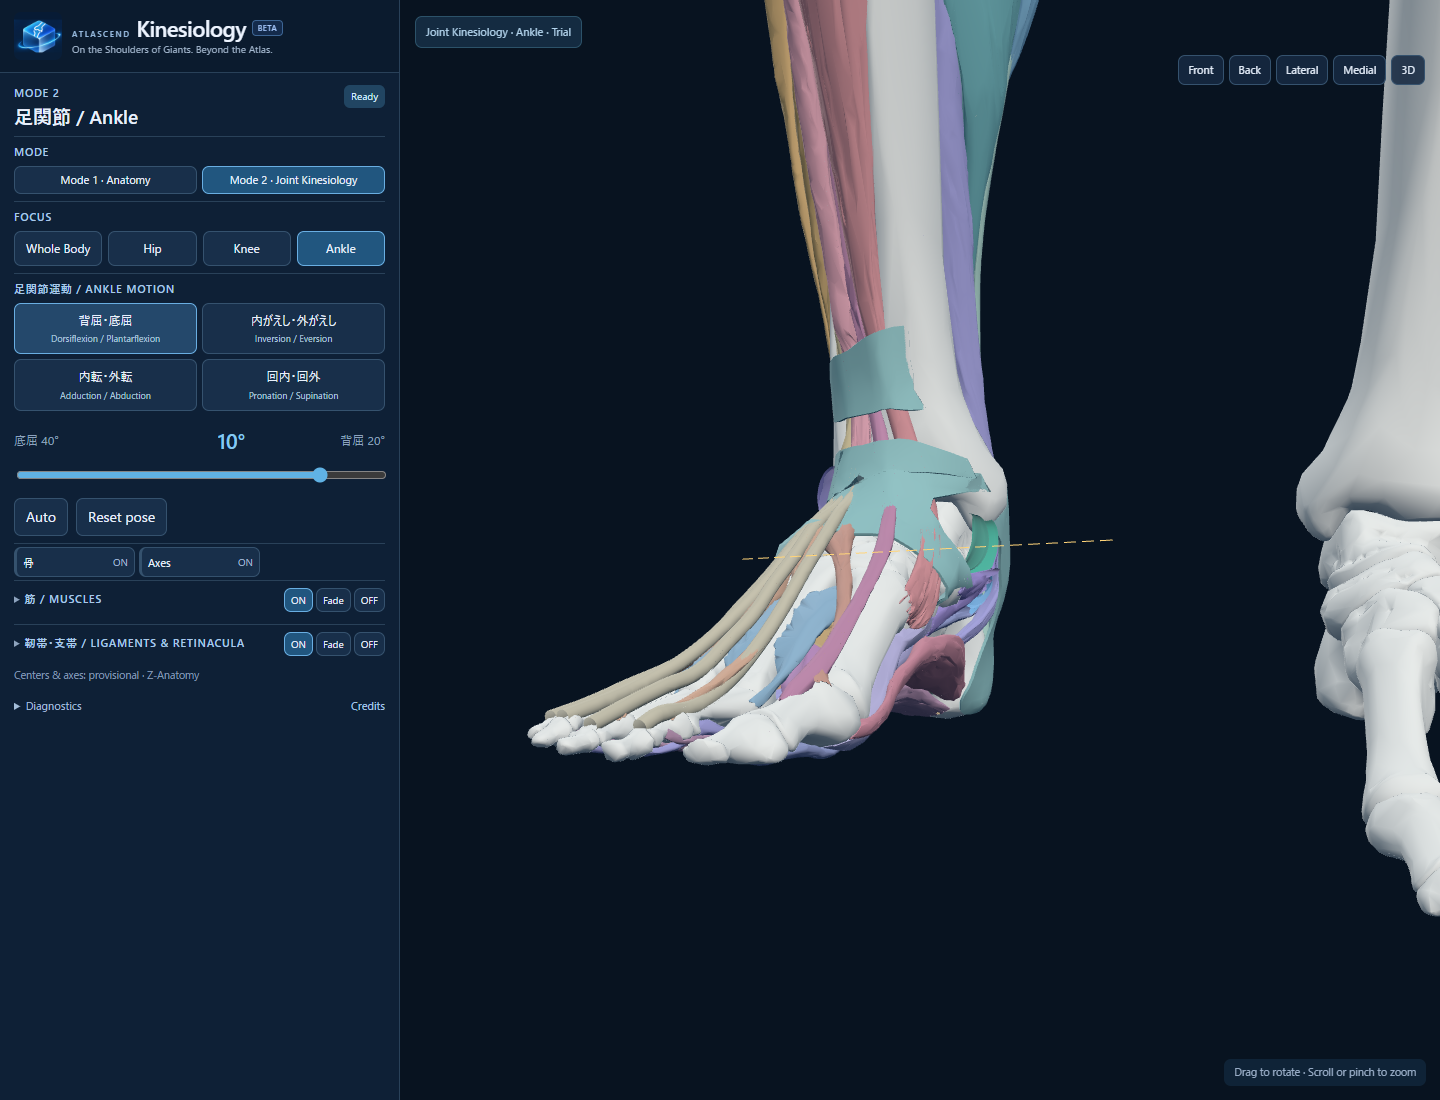 ATLASCEND Kinesiology BETA
On the Shoulders of Giants. Beyond the Atlas.
MODE 2
Ready
足関節 / Ankle
MODE
Mode 1 · Anatomy
Mode 2 · Joint Kinesiology
FOCUS
Whole Body
Hip
Knee
Ankle
足関節運動 / ANKLE MOTION
背屈・底屈
Dorsiflexion / Plantarflexion
内がえし・外がえし
Inversion / Eversion
内転・外転
Adduction / Abduction
回内・回外
Pronation / Supination
底屈 40°
10°
背屈 20°
Auto
Reset pose
骨 ON
Axes ON
筋 / MUSCLES
ON Fade OFF
靭帯・支帯 / LIGAMENTS & RETINACULA
ON Fade OFF
Centers & axes: provisional · Z-Anatomy
Diagnostics
Credits
Joint Kinesiology · Ankle · Trial
Front
Back
Lateral
Medial
3D
Drag to rotate · Scroll or pinch to zoom